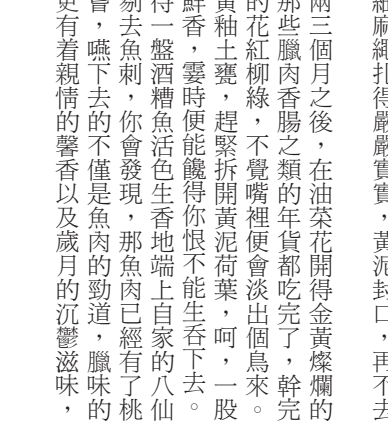 細麻繩扎得嚴嚴實實，黃泥封口，再不去
兩三個月之後，在油菜花開得金黃燦爛的
那些臘肉香腸之類的年貨都吃完了，幹完
的花紅柳綠，不覺嘴裡便會淡出個鳥來。
黃釉土甕，趕緊拆開黃泥荷葉，呵，一股
鮮香，霎時便能饞得你恨不能生吞下去。
待一盤酒糟魚活色生香地端上自家的八仙
剔去魚刺，你會發現，那魚肉已經有了桃
嘗，嚥下去的不僅是魚肉的勁道，臘味的
更有着親情的馨香以及歲月的沉鬱滋味，